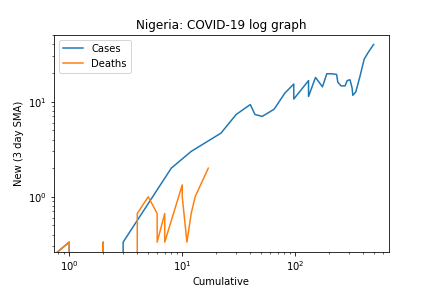 Nigeria: COVID-19 log graph
Cases
Deaths
New (3 day SMA)
10¹
10⁰
10⁰ 10¹ 10²
Cumulative